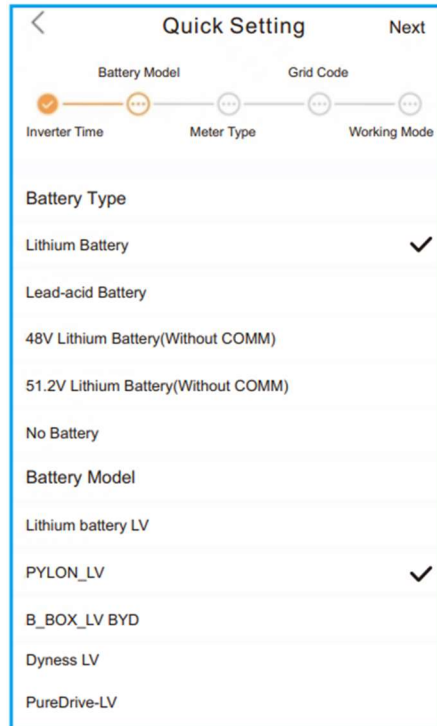 Quick Setting Next
Battery Model Grid Code
Inverter Time Meter Type Working Mode
Battery Type
Lithium Battery
Lead-acid Battery
48V Lithium Battery(Without COMM)
51.2V Lithium Battery(Without COMM)
No Battery
Battery Model
Lithium battery LV
PYLON_LV
B_BOX_LV BYD
Dyness LV
PureDrive-LV